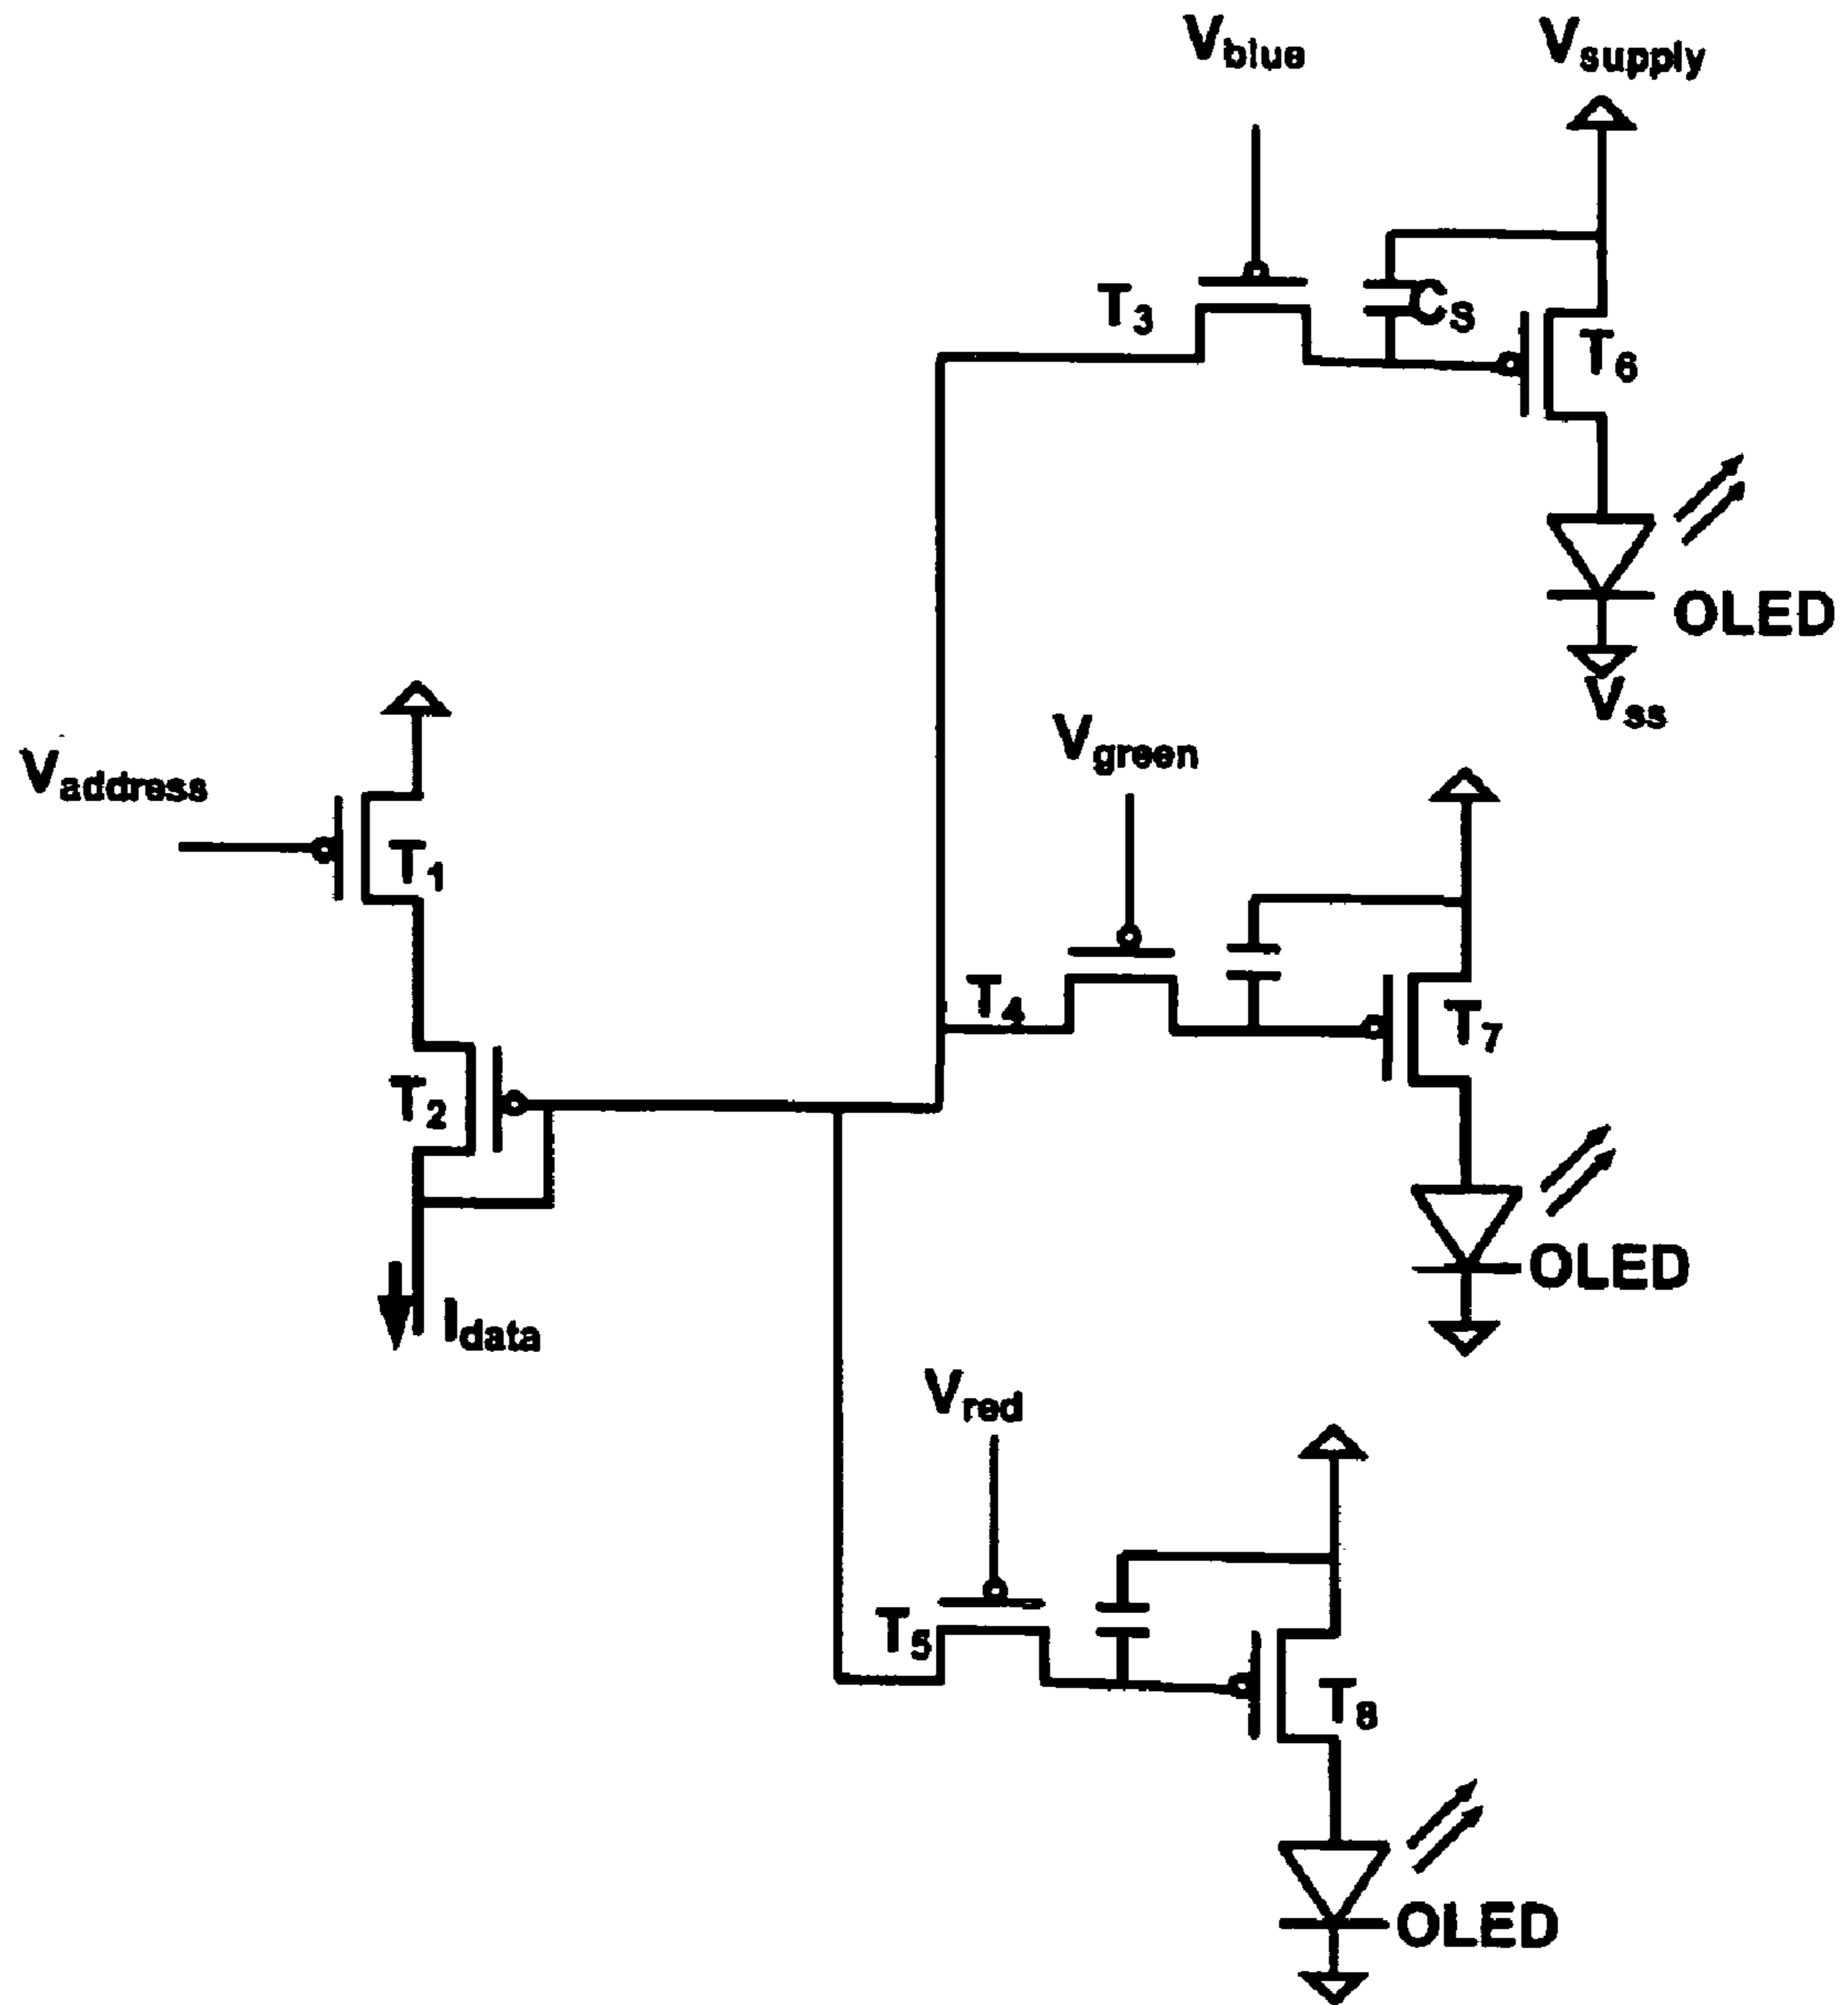 V_blue
V_supply
T_3
C_S
T_6
OLED
V_ss
V_green
V_address
T_1
T_4
T_7
T_2
OLED
I_data
V_red
T_5
T_8
OLED